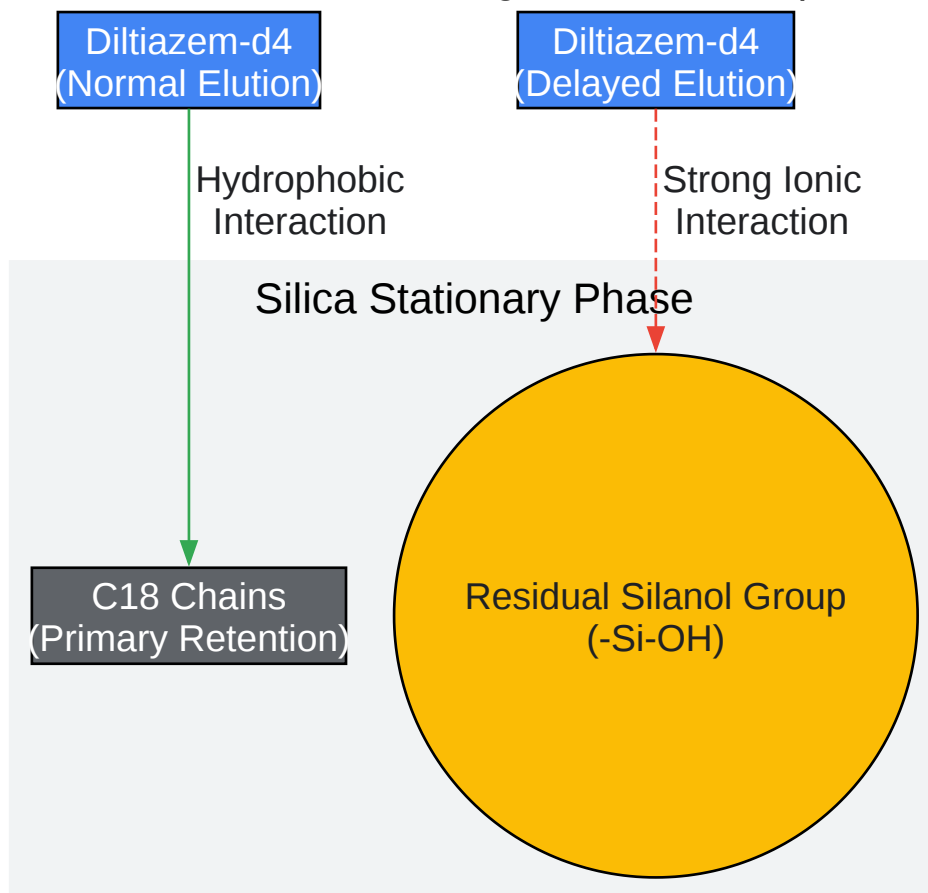 Diltiazem-d4
(Normal Elution)
Diltiazem-d4
(Delayed Elution)
Hydrophobic
Interaction
Strong Ionic
Interaction
Silica Stationary Phase
C18 Chains
(Primary Retention)
Residual Silanol Group
(-Si-OH)